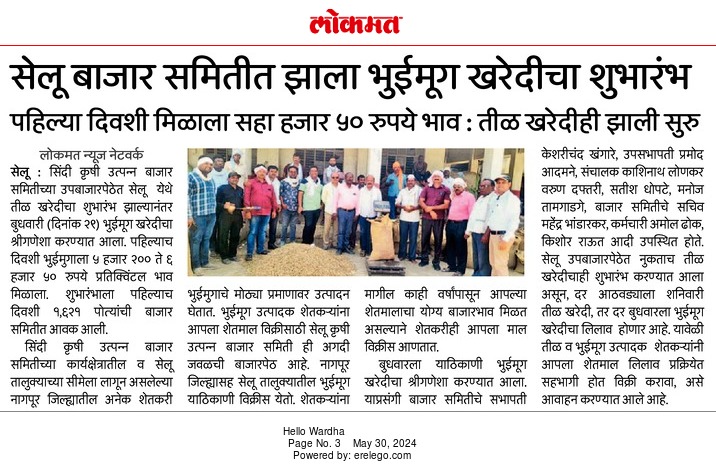 लोकमत
सेलू बाजार समितीत झाला भुईमूग खरेदीचा शुभारंभ
पहिल्या दिवशी मिळाला सहा हजार ५० रुपये भाव : तीळ खरेदीही झाली सुरु
लोकमत न्यूज नेटवर्क
सेलू : सिंदी कृषी उत्पन्न बाजार
समितीच्या उपबाजारपेठेत सेलू येथे
तीळ खरेदीचा शुभारंभ झाल्यानंतर
बुधवारी (दिनांक २९) भुईमूग खरेदीचा
श्रीगणेशा करण्यात आला. पहिल्याच
दिवशी भुईमुगाला ५ हजार २०० ते ६
हजार ५० रुपये प्रतिक्विंटल भाव
मिळाला. शुभारंभाला पहिल्याच
दिवशी १,६२१ पोत्यांची बाजार
समितीत आवक आली.
सिंदी कृषी उत्पन्न बाजार
समितीच्या कार्यक्षेत्रातील व सेलू
तालुक्याच्या सीमेला लागून असलेल्या
नागपूर जिल्ह्यातील अनेक शेतकरी
भुईमुगाचे मोठ्या प्रमाणावर उत्पादन
घेतात. भुईमूग उत्पादक शेतकऱ्यांना
आपला शेतमाल विक्रीसाठी सेलू कृषी
उत्पन्न बाजार समिती ही अगदी
जवळची बाजारपेठ आहे. नागपूर
जिल्ह्यासह सेलू तालुक्यातील भुईमूग
याठिकाणी विक्रीस येतो. शेतकऱ्यांना
मागील काही वर्षांपासून आपल्या
शेतमालाचा योग्य बाजारभाव मिळत
असल्याने शेतकरीही आपला माल
विक्रीस आणतात.
बुधवारला याठिकाणी भुईमूग
खरेदीचा श्रीगणेशा करण्यात आला.
याप्रसंगी बाजार समितीचे सभापती
केशरीचंद खंगारे, उपसभापती प्रमोद
आदमने, संचालक काशिनाथ लोणकर
वरुण दफ्तरी, सतीश धोपटे, मनोज
तामगाडगे, बाजार समितीचे सचिव
महेंद्र भांडारकर, कर्मचारी अमोल ढोक,
किशोर राऊत आदी उपस्थित होते.
सेलू उपबाजारपेठेत नुकताच तीळ
खरेदीचाही शुभारंभ करण्यात आला
असून, दर आठवड्याला शनिवारी
तीळ खरेदी, तर दर बुधवारला भुईमूग
खरेदीचा लिलाव होणार आहे. यावेळी
तीळ व भुईमूग उत्पादक शेतकऱ्यांनी
आपला शेतमाल लिलाव प्रक्रियेत
सहभागी होत विक्री करावा, असे
आवाहन करण्यात आले आहे.
Hello Wardha
Page No. 3 May 30, 2024
Powered by: erelego.com